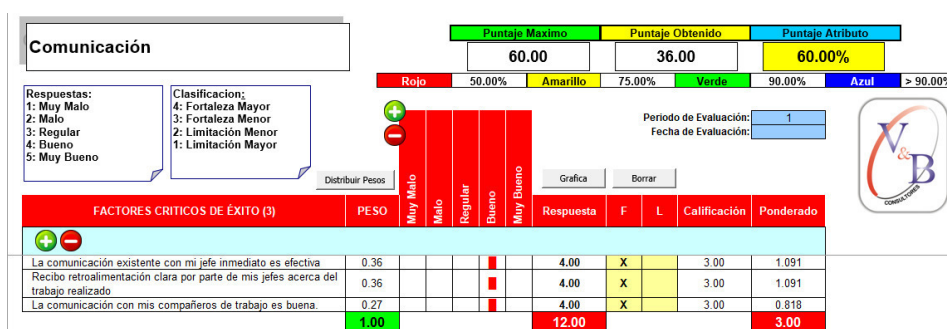 Comunicación
Puntaje Maximo Puntaje Obtenido Puntaje Atributo
60.00 36.00 60.00%
Rojo 50.00% Amarillo 75.00% Verde 90.00% Azul > 90.00%
Respuestas:
1: Muy Malo
2: Malo
3: Regular
4: Bueno
5: Muy Bueno
Clasificacion:
4: Fortaleza Mayor
3: Fortaleza Menor
2: Limitación Menor
1: Limitación Mayor
Periodo de Evaluación: 1
Fecha de Evaluación:
V&B
CONSULTORES
Distribuir Pesos
Grafica Borrar
FACTORES CRITICOS DE ÉXITO (3) PESO Muy Malo Malo Regular Bueno Muy Bueno Respuesta F L Calificación Ponderado
La comunicación existente con mi jefe inmediato es efectiva 0.36 4.00 X 3.00 1.091
Recibo retroalimentación clara por parte de mis jefes acerca del
trabajo realizado 0.36 4.00 X 3.00 1.091
La comunicación con mis compañeros de trabajo es buena. 0.27 4.00 X 3.00 0.818
1.00 12.00 3.00